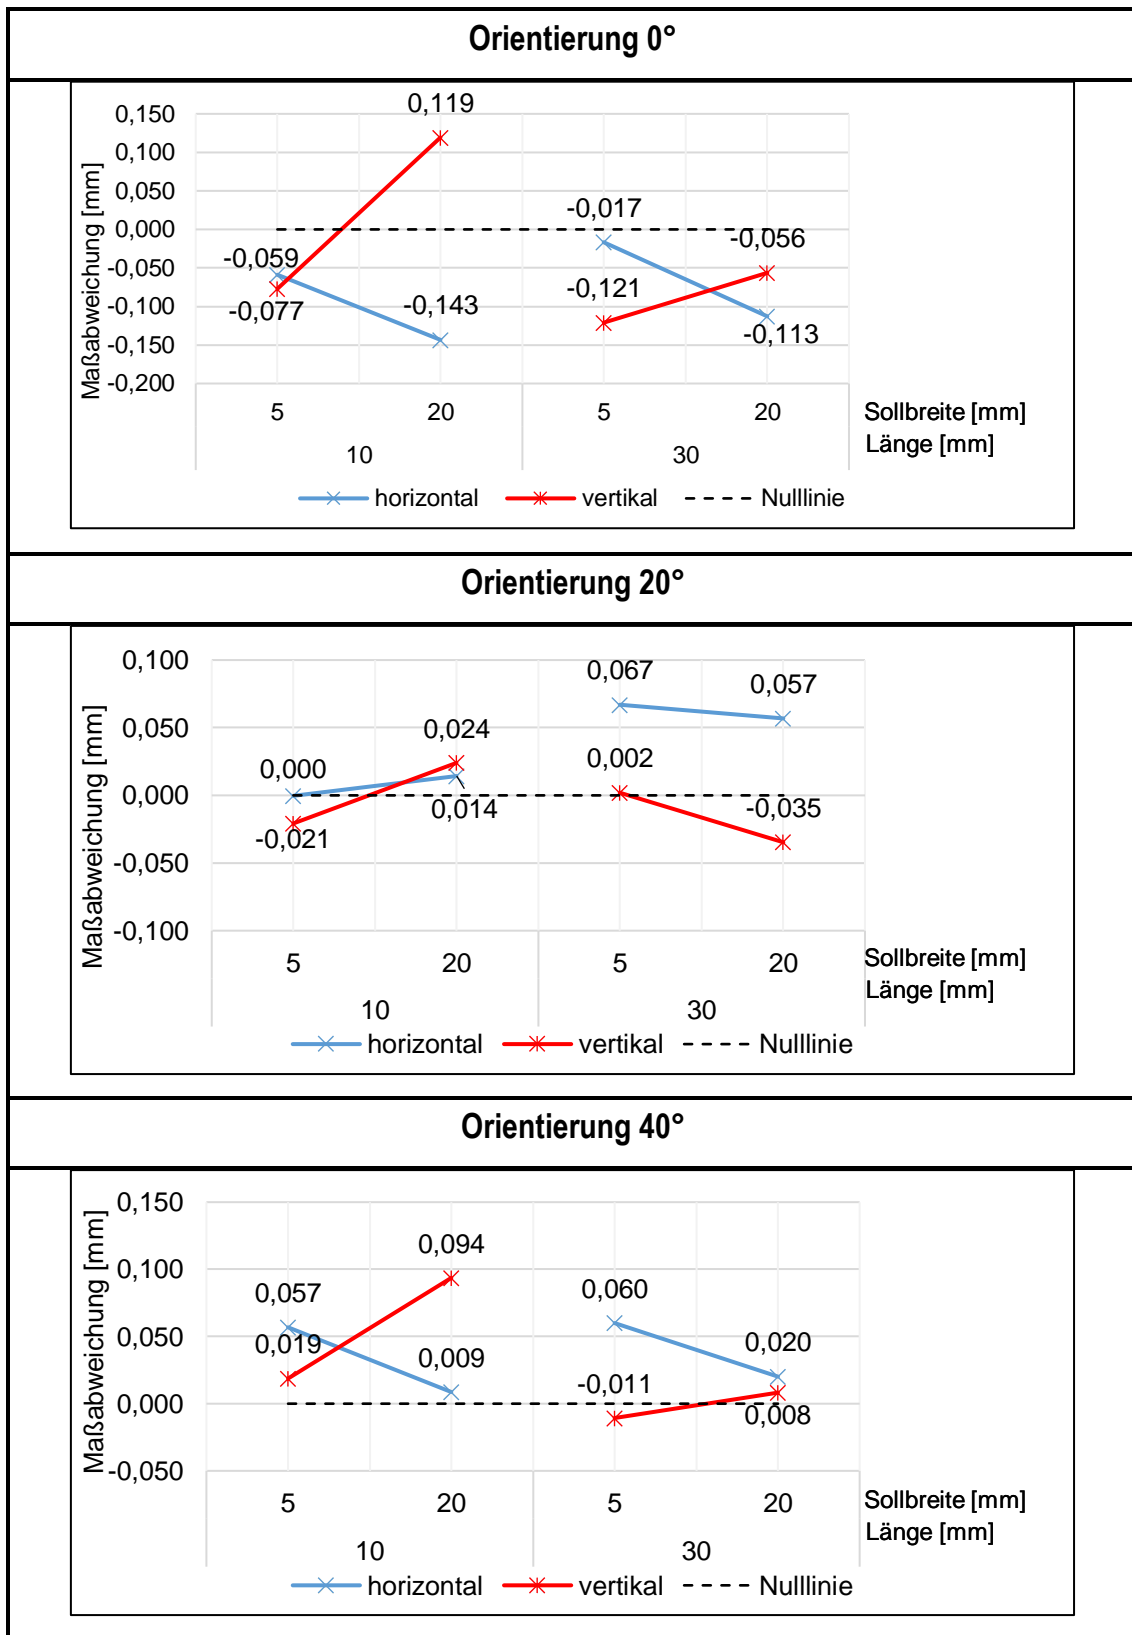 Orientierung 0°
Maßabweichung [mm]
0,150
0,100
0,050
0,000
-0,050
-0,100
-0,150
-0,200
0,119
-0,059
-0,077
-0,143
-0,017
-0,121
-0,056
-0,113
5 20 5 20 Sollbreite [mm]
10 30 Länge [mm]
horizontal vertikal Nulllinie
Orientierung 20°
Maßabweichung [mm]
0,100
0,050
0,000
-0,050
-0,100
0,000
-0,021
0,024
0,014
0,067
0,057
0,002
-0,035
5 20 5 20 Sollbreite [mm]
Länge [mm]
10 30
horizontal vertikal Nulllinie
Orientierung 40°
Maßabweichung [mm]
0,150
0,100
0,050
0,000
-0,050
0,057
0,019
0,094
0,009
0,060
-0,011
0,020
0,008
5 20 5 20 Sollbreite [mm]
Länge [mm]
10 30
horizontal vertikal Nulllinie